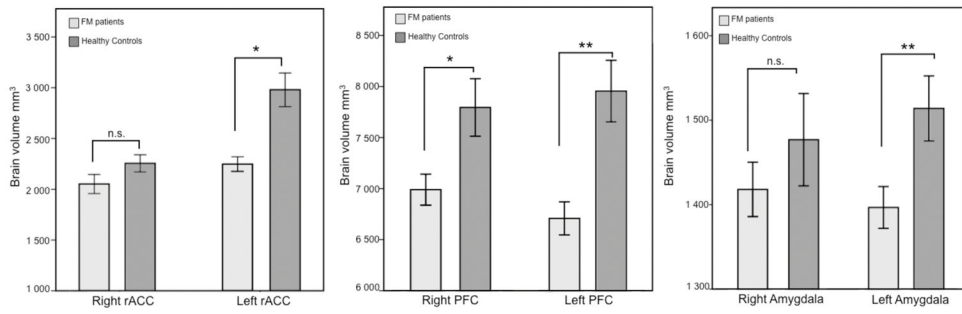 FM patients
Healthy Controls
Brain volume mm³
3 500
3 000
2 500
2 000
1 500
1 000
n.s.
*
Right rACC
Left rACC
FM patients
Healthy Controls
Brain volume mm³
8 500
8 000
7 500
7 000
6 500
6 000
*
**
Right PFC
Left PFC
FM patients
Healthy Controls
Brain volume mm³
1 600
1 500
1 400
1 300
n.s.
**
Right Amygdala
Left Amygdala